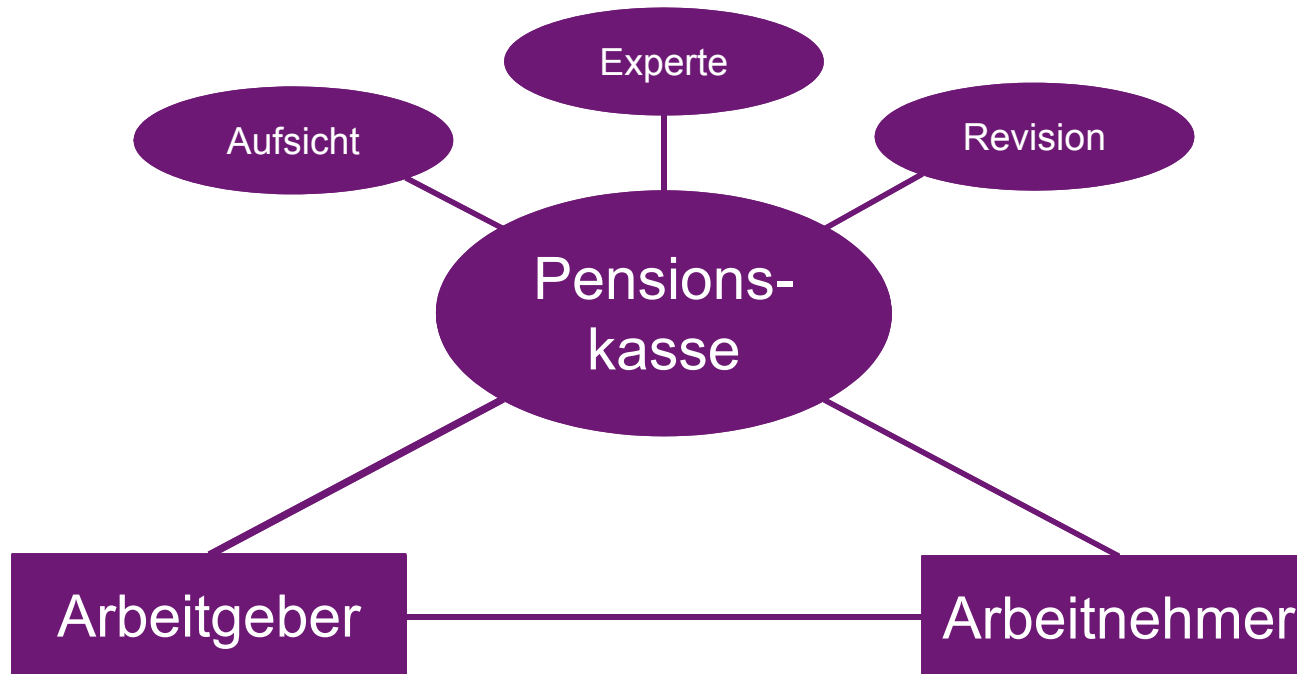 Experte
Aufsicht
Revision
Pensions-
kasse
Arbeitgeber
Arbeitnehmer